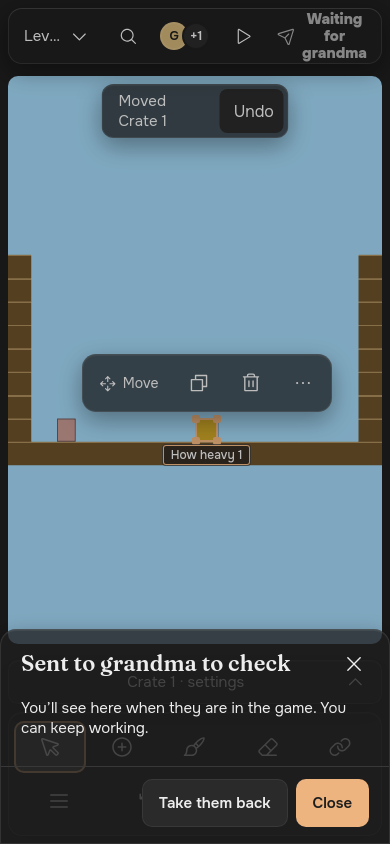 Lev...
G
+1
Waiting
for
grandma
Moved
Crate 1
Undo
Move
How heavy 1
Sent to grandma to check
Crate 1 · settings
You'll see here when they are in the game. You
can keep working.
Take them back
Close